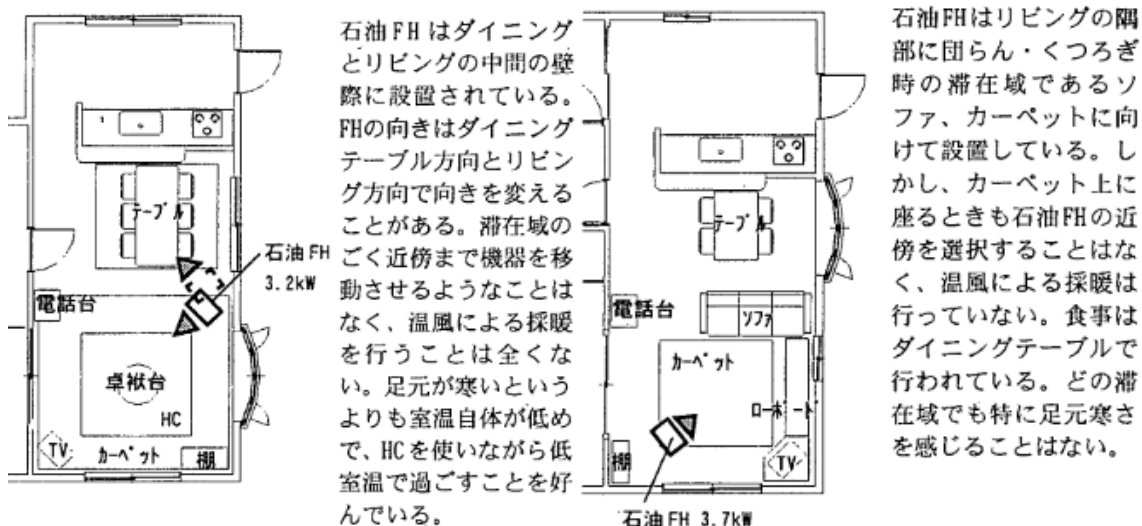 石油FHはダイニング
とリビングの中間の壁
際に設置されている。
FHの向きはダイニング
テーブル方向とリビン
グ方向で向きを変える
ことがある。滞在域の
ごく近傍まで機器を移
動させるようなことは
なく、温風による採暖
を行うことは全くな
い。足元が寒いという
よりも室温自体が低め
で、HCを使いながら低
室温で過ごすことを好
んでいる。
テーブル
石油FH
3.2kW
電話台
卓袱台
HC
TV
カーペット
棚
石油FHはリビングの隅
部に団らん・くつろぎ
時の滞在域であるソ
ファ、カーペットに向
けて設置している。し
かし、カーペット上に
座るときも石油FHの近
傍を選択することはな
く、温風による採暖は
行っていない。食事は
ダイニングテーブルで
行われている。どの滞
在域でも特に足元寒さ
を感じることはない。
テーブル
電話台
ソファ
カーペット
ローボート
棚
TV
石油FH 3.7kW